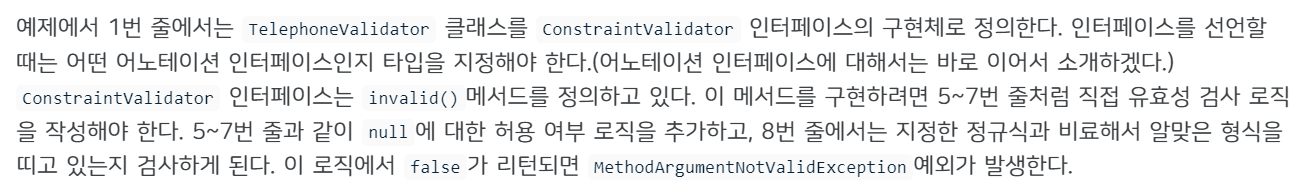 예제에서 1번 줄에서는 TelephoneValidator 클래스를 ConstraintValidator 인터페이스의 구현체로 정의한다. 인터페이스를 선언할
때는 어떤 어노테이션 인터페이스인지 타입을 지정해야 한다.(어노테이션 인터페이스에 대해서는 바로 이어서 소개하겠다.)
ConstraintValidator 인터페이스는 invalid() 메서드를 정의하고 있다. 이 메서드를 구현하려면 5~7번 줄처럼 직접 유효성 검사 로직
을 작성해야 한다. 5~7번 줄과 같이 null 에 대한 허용 여부 로직을 추가하고, 8번 줄에서는 지정한 정규식과 비료해서 알맞은 형식을
띠고 있는지 검사하게 된다. 이 로직에서 false 가 리턴되면 MethodArgumentNotValidException 예외가 발생한다.